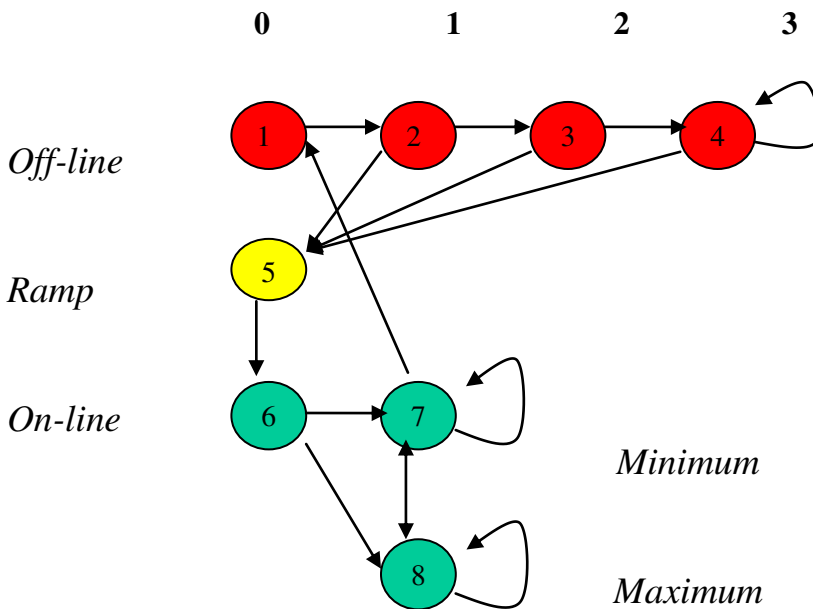 0 1 2 3
1 2 3 4
Off-line
5
Ramp
6 7
On-line
Minimum
8
Maximum